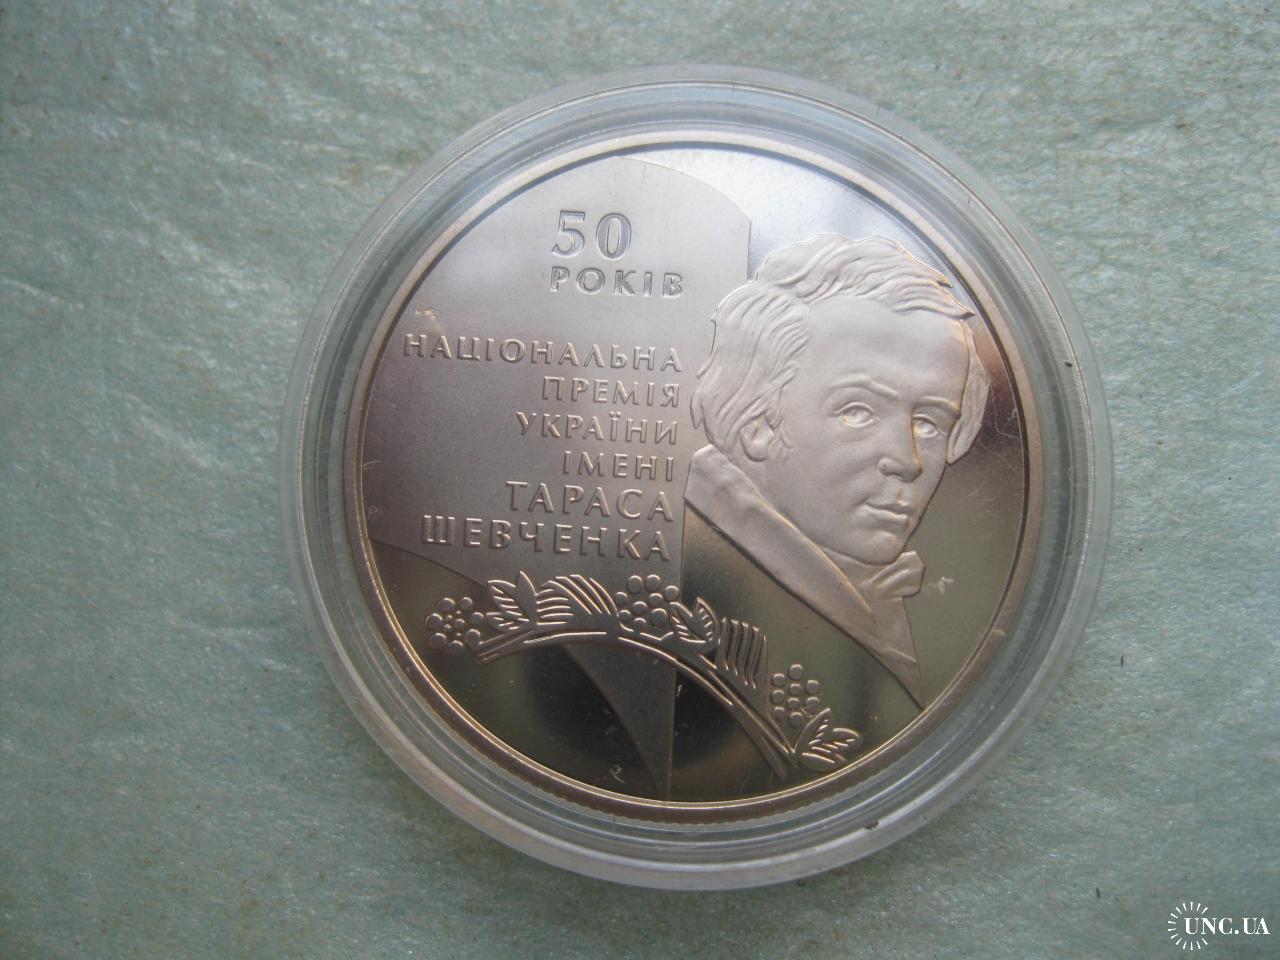 50
РОКІВ
НАЦІОНАЛЬНА
ПРЕМІЯ
УКРАЇНИ
ІМЕНІ
ТАРАСА
ШЕВЧЕНКА
UNC.UA